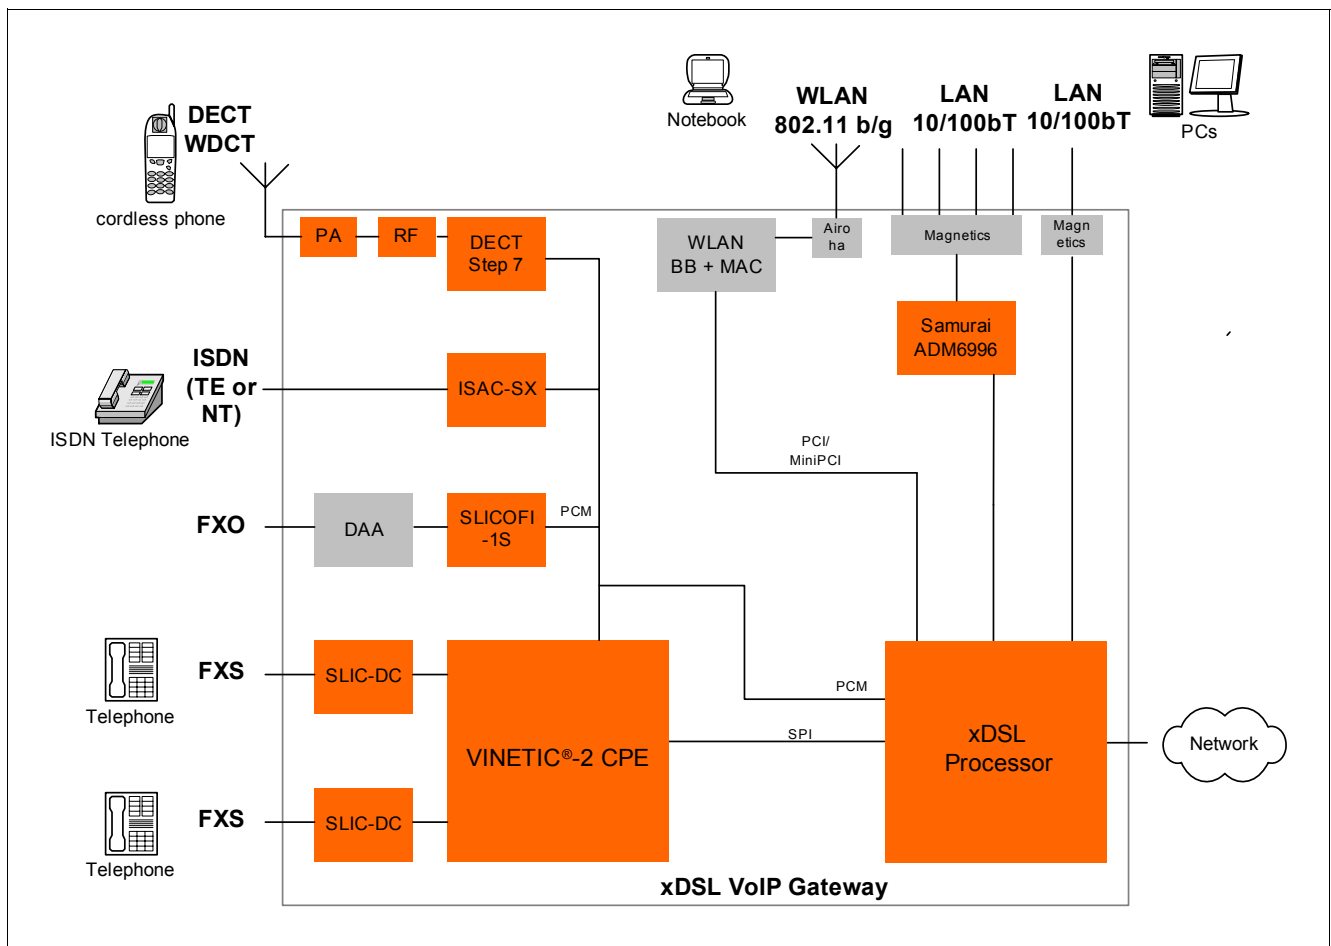 DECT
WDCT
cordless phone
Notebook
WLAN
802.11 b/g
LAN
10/100bT
LAN
10/100bT
PCs
PA
RF
DECT
Step 7
WLAN
BB + MAC
Airo
ha
Magnetics
Magn
etics
Samurai
ADM6996
ISDN
(TE or
NT)
ISDN Telephone
ISAC-SX
PCI/
MiniPCI
FXO
DAA
SLICOFI
-1S
PCM
FXS
Telephone
SLIC-DC
VINETIC®-2 CPE
PCM
SPI
xDSL
Processor
Network
FXS
Telephone
SLIC-DC
xDSL VoIP Gateway